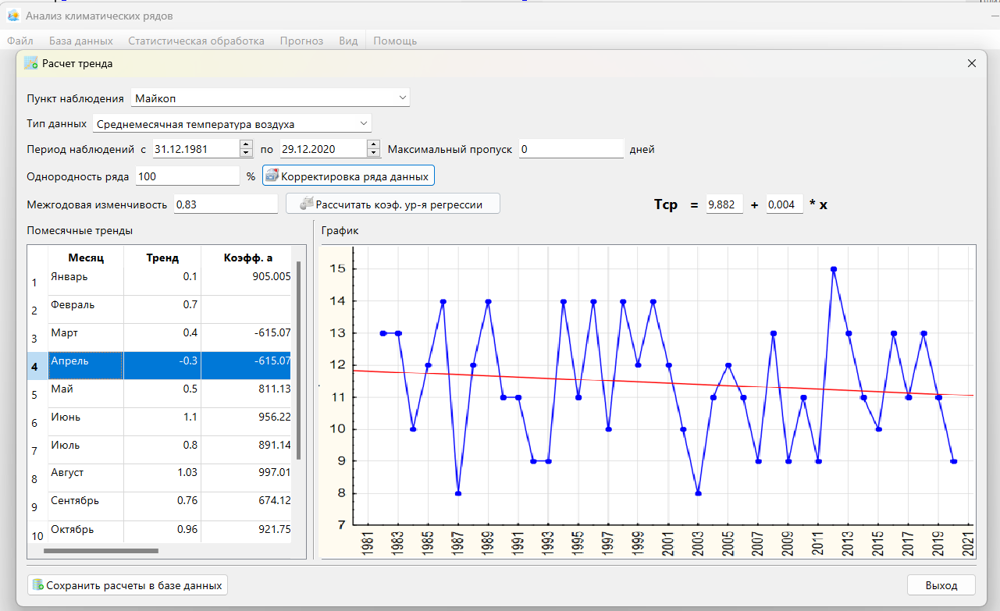 Анализ климатических рядов
Файл База данных Статистическая обработка Прогноз Вид Помощь
Расчет тренда
Пункт наблюдения Майкоп
Тип данных Среднемесячная температура воздуха
Период наблюдений с 31.12.1981 по 29.12.2020 Максимальный пропуск 0 дней
Однородность ряда 100 % Корректировка ряда данных
Межгодовая изменчивость 0,83 Рассчитать коэф. ур-я регрессии Тср = 9,882 + 0,004 * x
Помесячные тренды
Месяц Тренд Коэфф. а
1 Январь 0.1 905.005
2 Февраль 0.7
3 Март 0.4 -615.07
4 Апрель -0.3 -615.07
5 Май 0.5 811.13
6 Июнь 1.1 956.22
7 Июль 0.8 891.14
8 Август 1.03 997.01
9 Сентябрь 0.76 674.12
10 Октябрь 0.96 921.75
График
15
14
13
12
11
10
9
8
7
1981 1983 1985 1987 1989 1991 1993 1995 1997 1999 2001 2003 2005 2007 2009 2011 2013 2015 2017 2019 2021
Сохранить расчеты в базе данных Выход